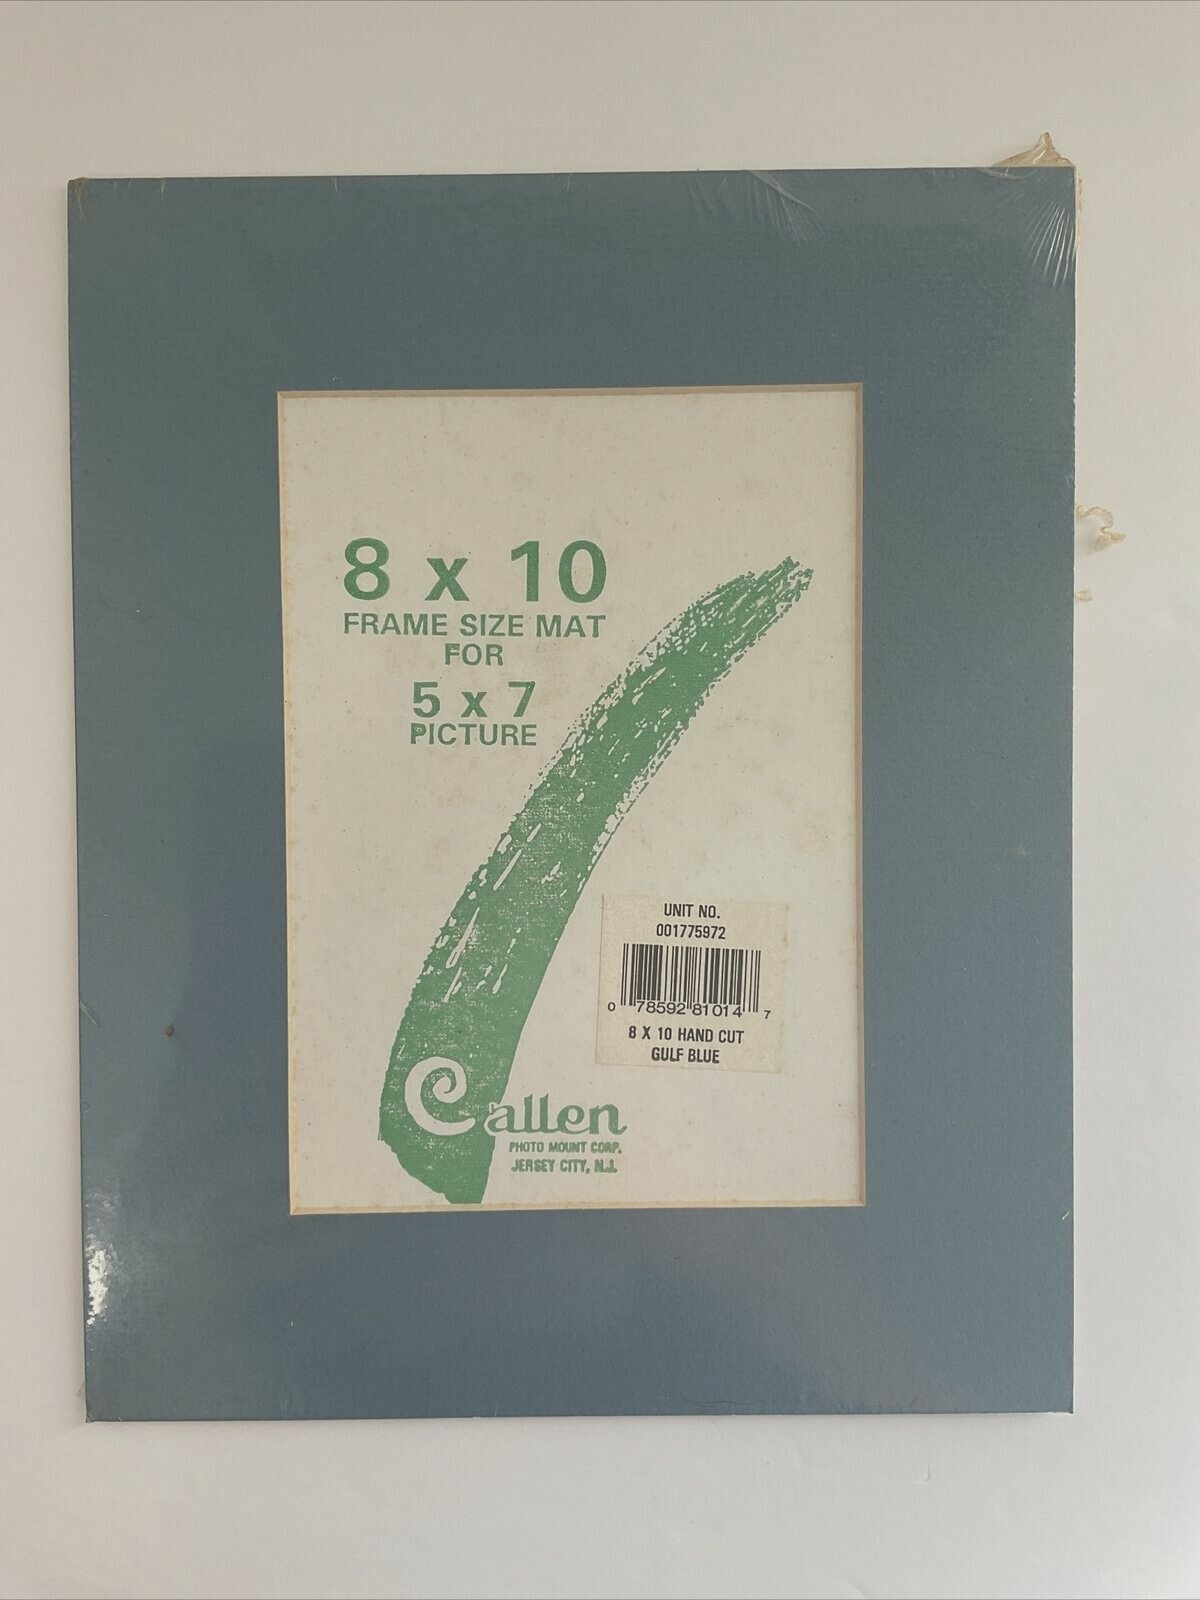 8 x 10
FRAME SIZE MAT
FOR
5 x 7
PICTURE
UNIT NO.
001775972
0 78592 81014 7
8 X 10 HAND CUT
GULF BLUE
Callen
PHOTO MOUNT CORP.
JERSEY CITY, N.J.